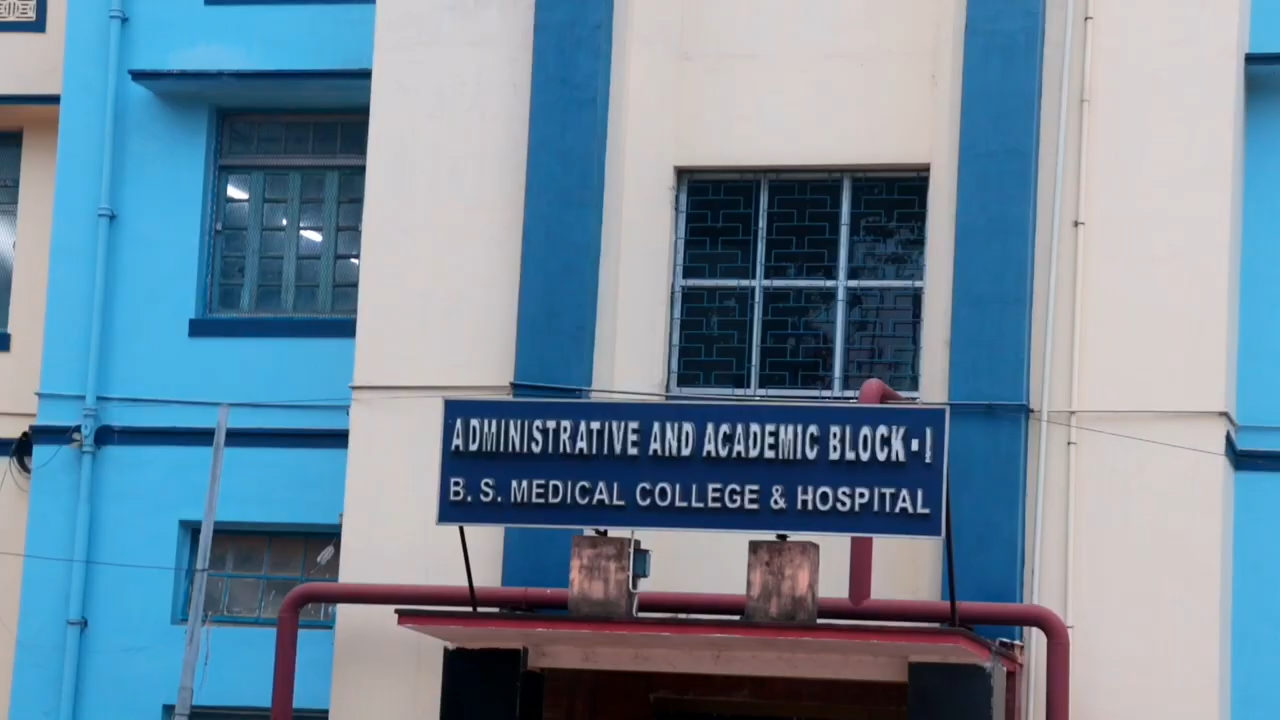 ADMINISTRATIVE AND ACADEMIC BLOCK - I
B. S. MEDICAL COLLEGE & HOSPITAL